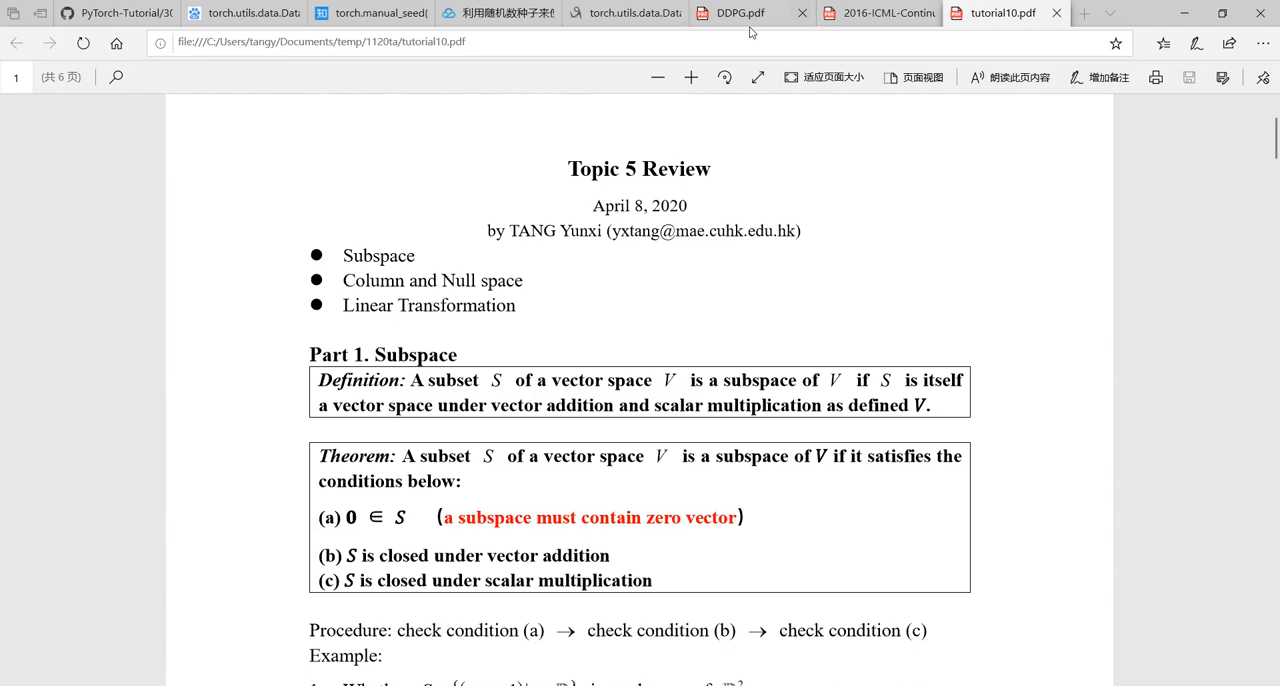 PyTorch-Tutorial/30
torch.utils.data.Data
torch.manual_seed(
利用随机数种子来使
torch.utils.data.Data
DDPG.pdf
2016-ICML-Continu
tutorial10.pdf
file:///C:/Users/tangy/Documents/temp/1120ta/tutorial10.pdf
1 (共 6 页) 适应页面大小 页面视图 朗读此页内容 增加备注
Topic 5 Review
April 8, 2020
by TANG Yunxi (yxtang@mae.cuhk.edu.hk)
● Subspace
● Column and Null space
● Linear Transformation
Part 1. Subspace
Definition: A subset S of a vector space V is a subspace of V if S is itself
a vector space under vector addition and scalar multiplication as defined V.
Theorem: A subset S of a vector space V is a subspace of V if it satisfies the
conditions below:
(a) 0 ∈ S (a subspace must contain zero vector)
(b) S is closed under vector addition
(c) S is closed under scalar multiplication
Procedure: check condition (a) → check condition (b) → check condition (c)
Example: